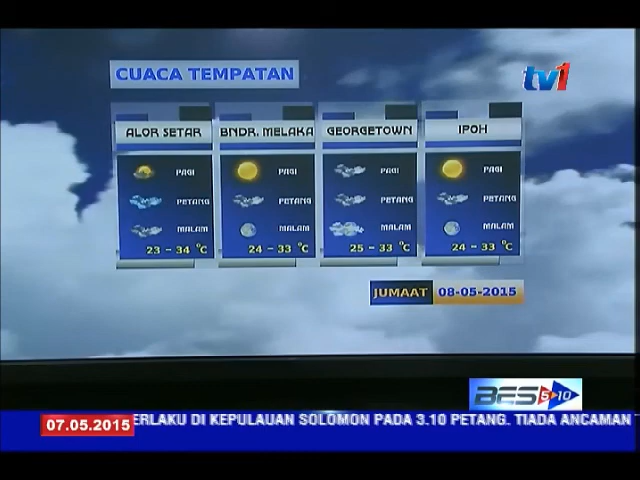 CUACA TEMPATAN
tv1
ALOR SETAR
PAGI
PETANG
MALAM
23 - 34 °C
BNDR. MELAKA
PAGI
PETANG
MALAM
24 - 33 °C
GEORGETOWN
PAGI
PETANG
MALAM
25 - 33 °C
IPOH
PAGI
PETANG
MALAM
24 - 33 °C
JUMAAT 08-05-2015
BES 5 10
07.05.2015 ERLAKU DI KEPULAUAN SOLOMON PADA 3.10 PETANG. TIADA ANCAMAN